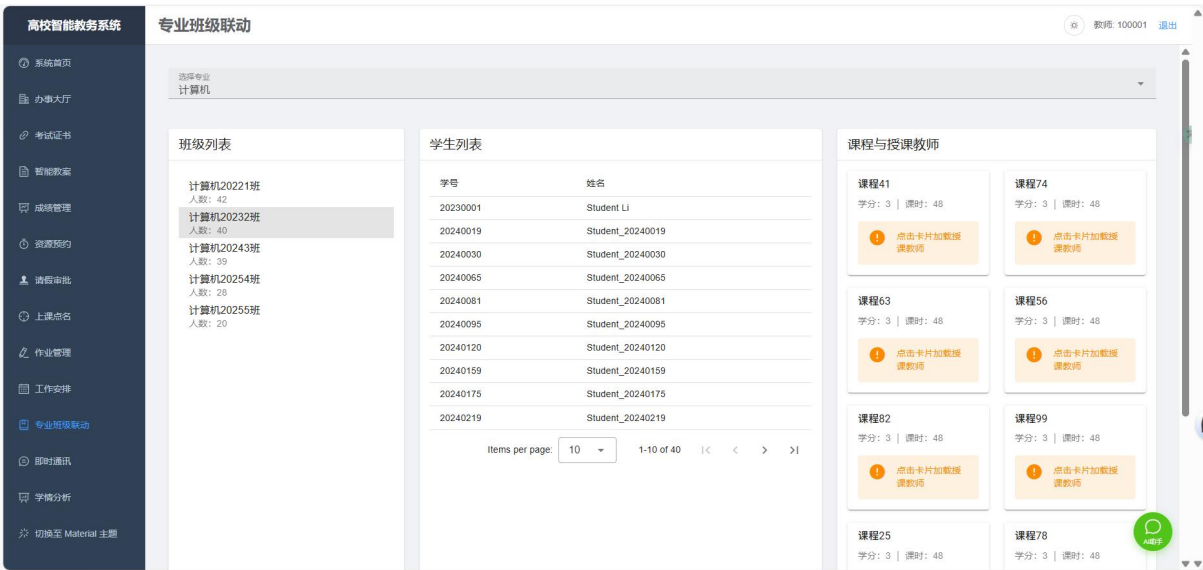 高校智能教务系统
专业班级联动
教师: 100001 退出
系统首页
办事大厅
考试证书
智能教案
成绩管理
资源预约
请假审批
上课点名
作业管理
工作安排
专业班级联动
即时通讯
学情分析
切换至 Material 主题
选择专业
计算机
班级列表
计算机20221班
人数: 42
计算机20232班
人数: 40
计算机20243班
人数: 39
计算机20254班
人数: 26
计算机20255班
人数: 20
学生列表
学号 姓名
20230001 Student Li
20240019 Student_20240019
20240030 Student_20240030
20240065 Student_20240065
20240081 Student_20240081
20240095 Student_20240095
20240120 Student_20240120
20240159 Student_20240159
20240175 Student_20240175
20240219 Student_20240219
Items per page: 10 1-10 of 40
课程与授课教师
课程41
学分: 3 | 课时: 48
点击卡片加载授
课教师
课程74
学分: 3 | 课时: 48
点击卡片加载授
课教师
课程63
学分: 3 | 课时: 48
点击卡片加载授
课教师
课程56
学分: 3 | 课时: 48
点击卡片加载授
课教师
课程82
学分: 3 | 课时: 48
点击卡片加载授
课教师
课程99
学分: 3 | 课时: 48
点击卡片加载授
课教师
课程25
学分: 3 | 课时: 48
课程78
学分: 3 | 课时: 48
AI助手